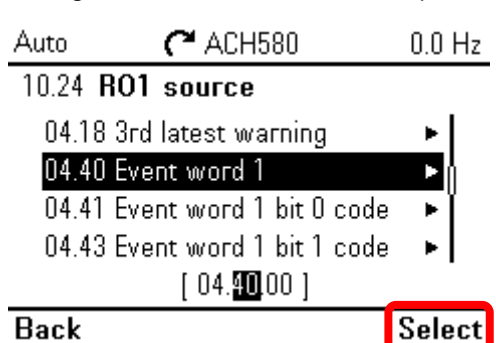 Auto ACH580 0.0 Hz
10.24 RO1 source
04.18 3rd latest warning
04.40 Event word 1
04.41 Event word 1 bit 0 code
04.43 Event word 1 bit 1 code
[ 04.40.00 ]
Back Select